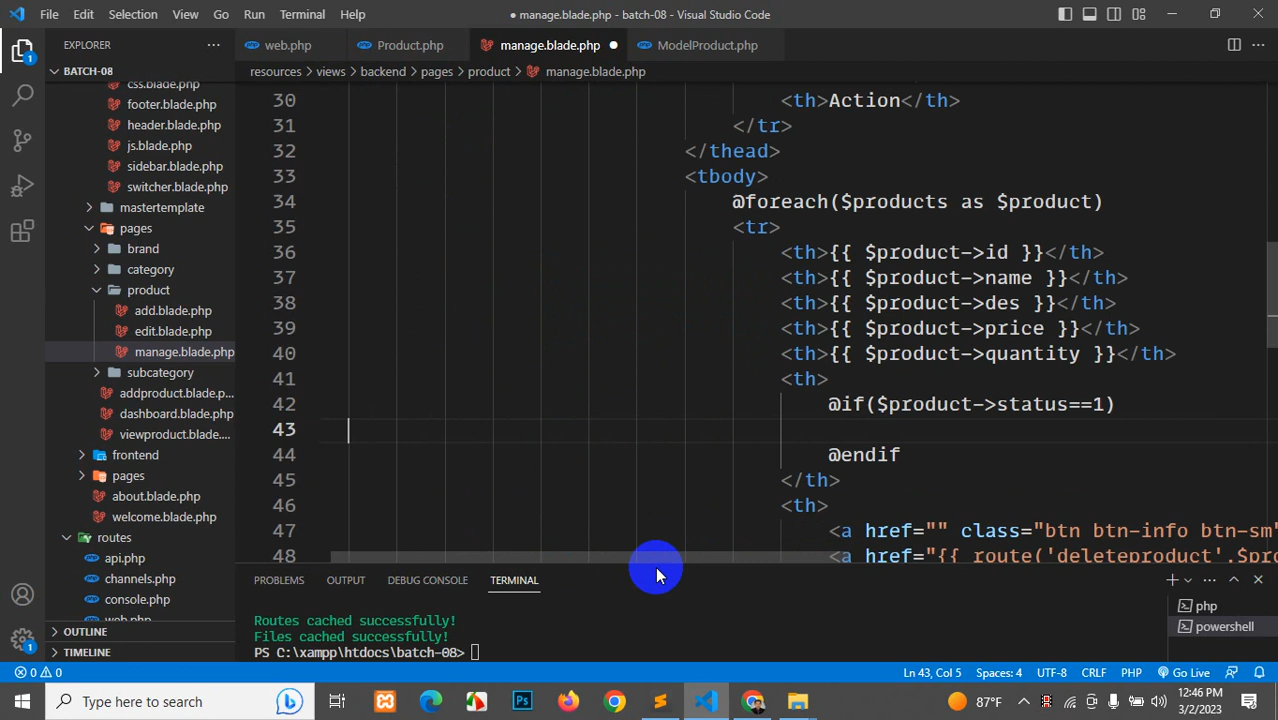 File Edit Selection View Go Run Terminal Help
● manage.blade.php - batch-08 - Visual Studio Code
EXPLORER
web.php
Product.php
manage.blade.php
ModelProduct.php
BATCH-08
resources > views > backend > pages > product > manage.blade.php
css.blade.php
footer.blade.php
header.blade.php
js.blade.php
sidebar.blade.php
switcher.blade.php
mastertemplate
pages
brand
category
product
add.blade.php
edit.blade.php
manage.blade.php
subcategory
addproduct.blade.p...
dashboard.blade.php
viewproduct.blade....
frontend
pages
about.blade.php
welcome.blade.php
routes
api.php
channels.php
console.php
web.php
OUTLINE
TIMELINE
30 <th>Action</th>
31 </tr>
32 </thead>
33 <tbody>
34 @foreach($products as $product)
35 <tr>
36 <th>{{ $product->id }}</th>
37 <th>{{ $product->name }}</th>
38 <th>{{ $product->des }}</th>
39 <th>{{ $product->price }}</th>
40 <th>{{ $product->quantity }}</th>
41 <th>
42 @if($product->status==1)
43
44 @endif
45 </th>
46 <th>
47 <a href="" class="btn btn-info btn-sm"
48 <a href="{{ route('deleteproduct',$pro
PROBLEMS OUTPUT DEBUG CONSOLE TERMINAL
Routes cached successfully!
Files cached successfully!
PS C:\xampp\htdocs\batch-08>
php
powershell
0 0 Ln 43, Col 5 Spaces: 4 UTF-8 CRLF PHP Go Live
Type here to search
87°F
12:46 PM
3/2/2023